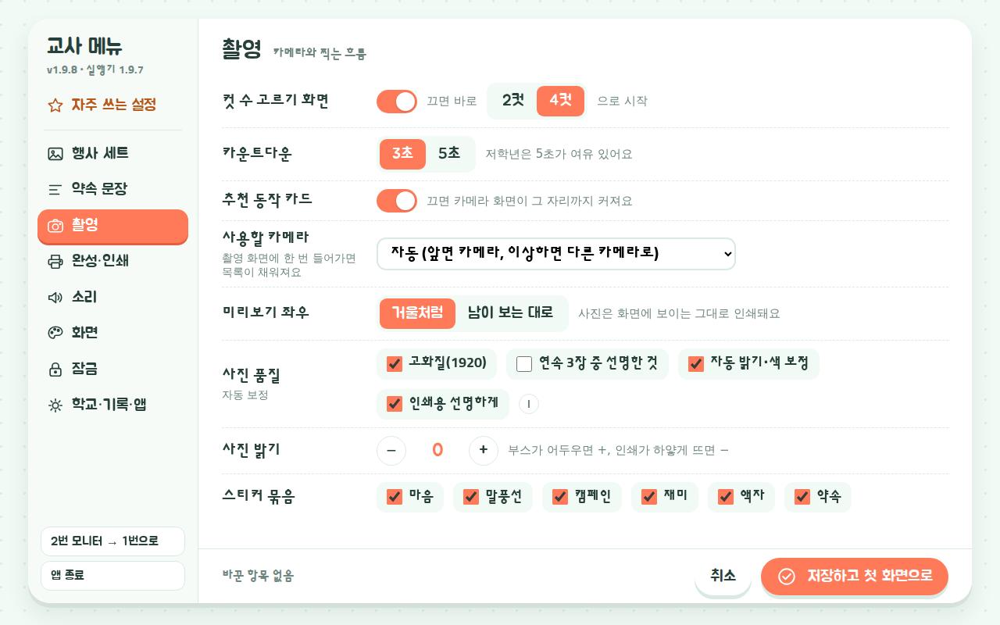 교사 메뉴
v1.9.8 · 실행기 1.9.7
자주 쓰는 설정
행사 세트
약속 문장
촬영
완성·인쇄
소리
화면
잠금
학교·기록·앱
2번 모니터 → 1번으로
앱 종료
촬영 카메라와 찍는 흐름
컷 수 고르기 화면 끄면 바로 2컷 4컷 으로 시작
카운트다운 3초 5초 저학년은 5초가 여유 있어요
추천 동작 카드 끄면 카메라 화면이 그 자리까지 커져요
사용할 카메라
촬영 화면에 한 번 들어가면
목록이 채워져요
자동 (앞면 카메라, 이상하면 다른 카메라로)
미리보기 좌우 거울처럼 남이 보는 대로 사진은 화면에 보이는 그대로 인쇄돼요
사진 품질
자동 보정
고화질(1920) 연속 3장 중 선명한 것 자동 밝기·색 보정
인쇄용 선명하게 i
사진 밝기 − 0 + 부스가 어두우면 +, 인쇄가 하얗게 뜨면 −
스티커 묶음 마음 말풍선 캠페인 재미 액자 약속
바꾼 항목 없음 취소 저장하고 첫 화면으로